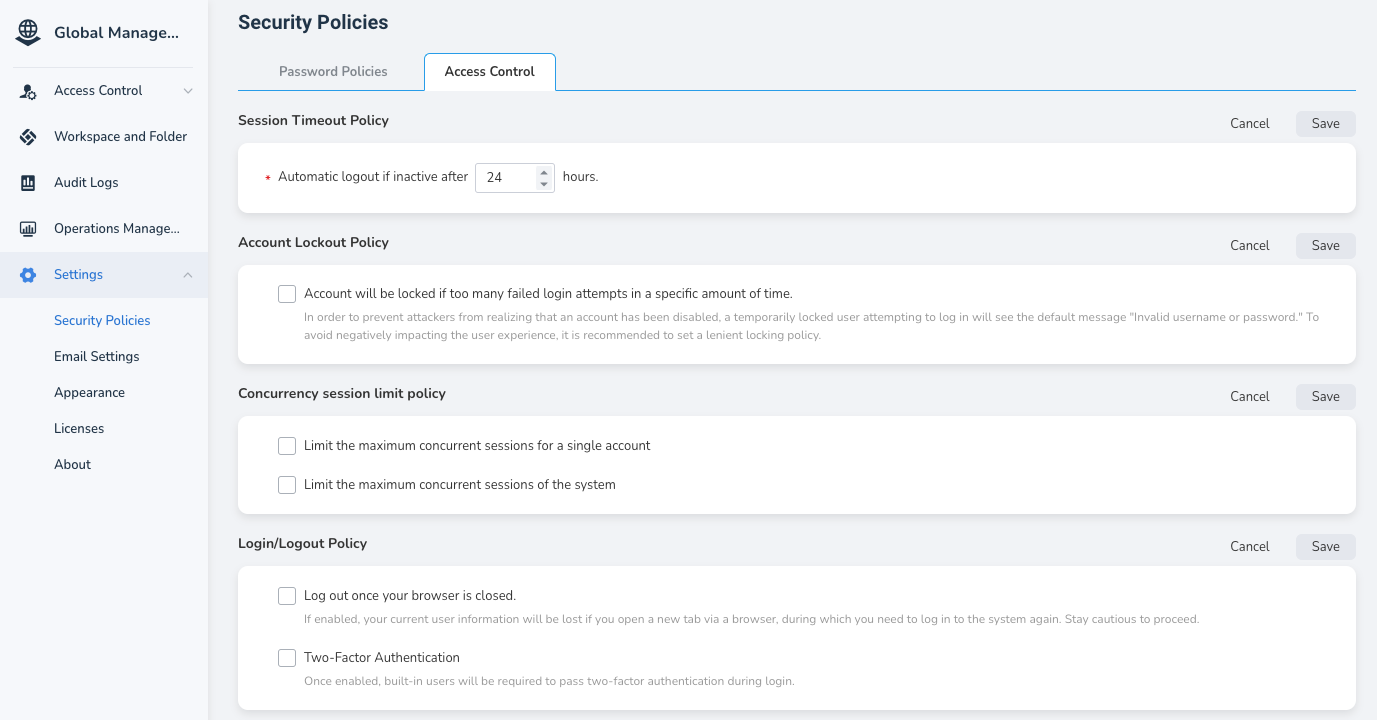 Global Manage...
Access Control
Workspace and Folder
Audit Logs
Operations Manage...
Settings
Security Policies
Email Settings
Appearance
Licenses
About
Security Policies
Password Policies
Access Control
Session Timeout Policy
Cancel
Save
* Automatic logout if inactive after 24 hours.
Account Lockout Policy
Cancel
Save
Account will be locked if too many failed login attempts in a specific amount of time.
In order to prevent attackers from realizing that an account has been disabled, a temporarily locked user attempting to log in will see the default message "Invalid username or password." To
avoid negatively impacting the user experience, it is recommended to set a lenient locking policy.
Concurrency session limit policy
Cancel
Save
Limit the maximum concurrent sessions for a single account
Limit the maximum concurrent sessions of the system
Login/Logout Policy
Cancel
Save
Log out once your browser is closed.
If enabled, your current user information will be lost if you open a new tab via a browser, during which you need to log in to the system again. Stay cautious to proceed.
Two-Factor Authentication
Once enabled, built-in users will be required to pass two-factor authentication during login.